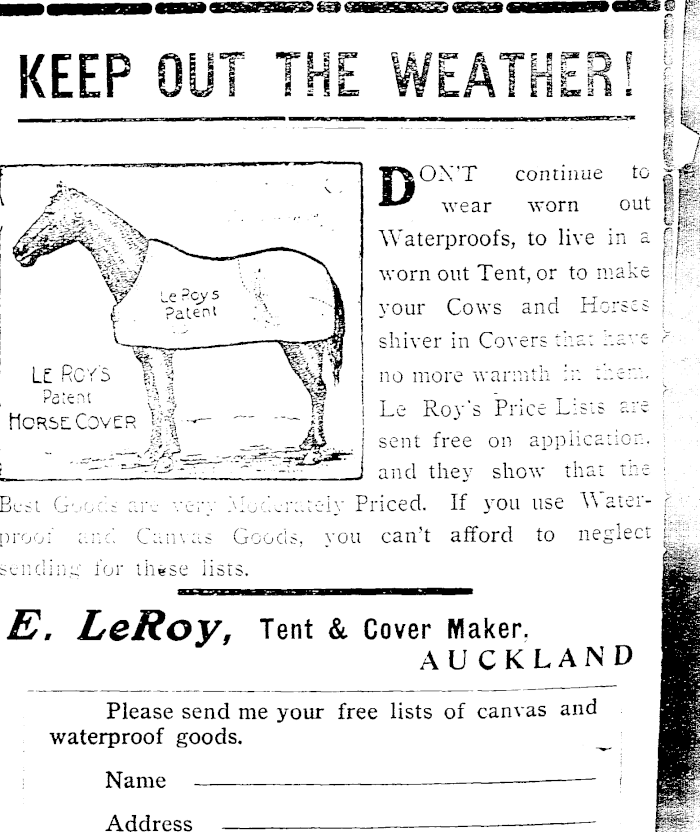 KEEP OUT THE WEATHER!
Le Roy's
Patent
LE ROY'S
Patent
HORSE COVER
DON'T continue to
wear worn out
Waterproofs, to live in a
worn out Tent, or to make
your Cows and Horses
shiver in Covers that have
no more warmth in them.
Le Roy's Price Lists are
sent free on application,
and they show that the
Best Goods are very Moderately Priced. If you use Water-
proof and Canvas Goods, you can't afford to neglect
sending for these lists.
E. LeRoy, Tent & Cover Maker,
AUCKLAND
Please send me your free lists of canvas and
waterproof goods.
Name
Address